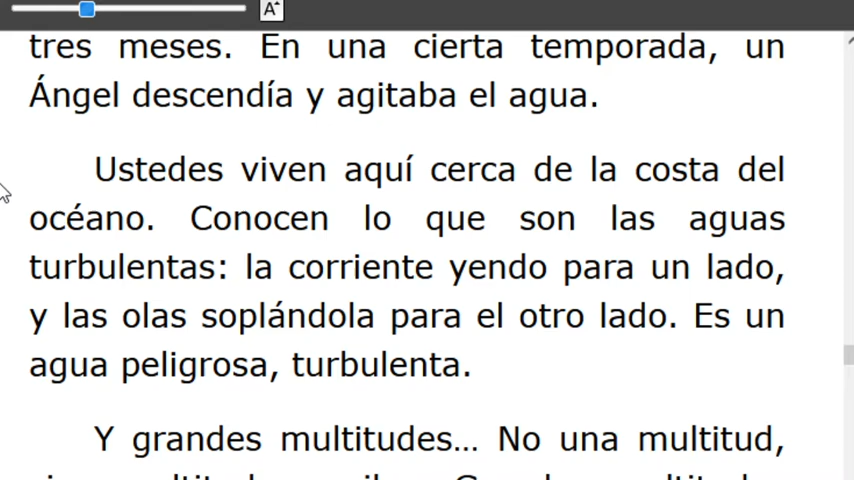 A
tres meses. En una cierta temporada, un
Ángel descendía y agitaba el agua.
Ustedes viven aquí cerca de la costa del
océano. Conocen lo que son las aguas
turbulentas: la corriente yendo para un lado,
y las olas soplándola para el otro lado. Es un
agua peligrosa, turbulenta.
Y grandes multitudes... No una multitud,